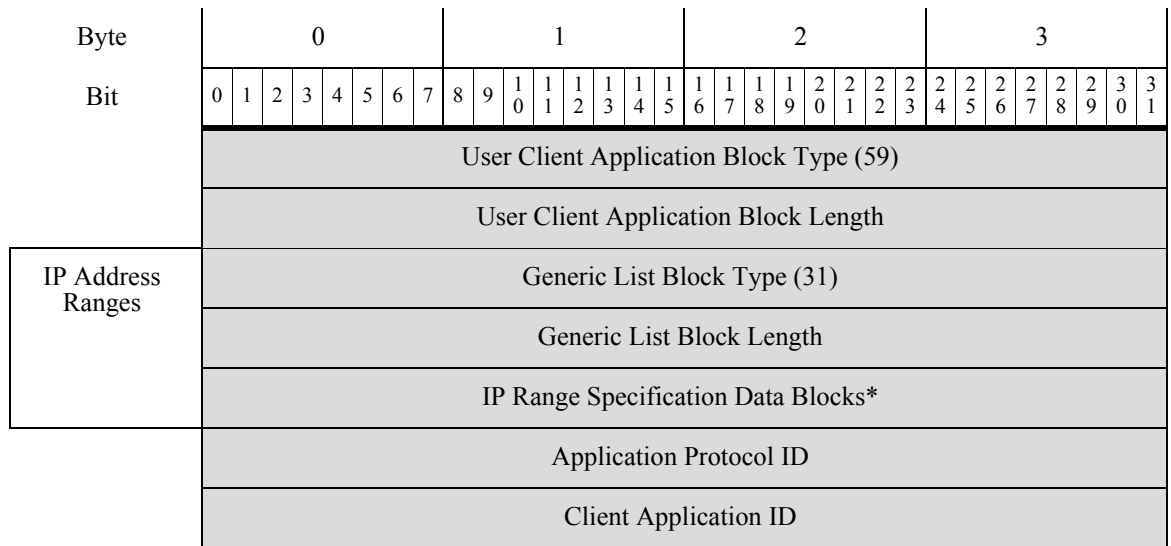 Byte 0 1 2 3
Bit 0 1 2 3 4 5 6 7 8 9 10 11 12 13 14 15 16 17 18 19 20 21 22 23 24 25 26 27 28 29 30 31
User Client Application Block Type (59)
User Client Application Block Length
IP Address
Ranges
Generic List Block Type (31)
Generic List Block Length
IP Range Specification Data Blocks*
Application Protocol ID
Client Application ID